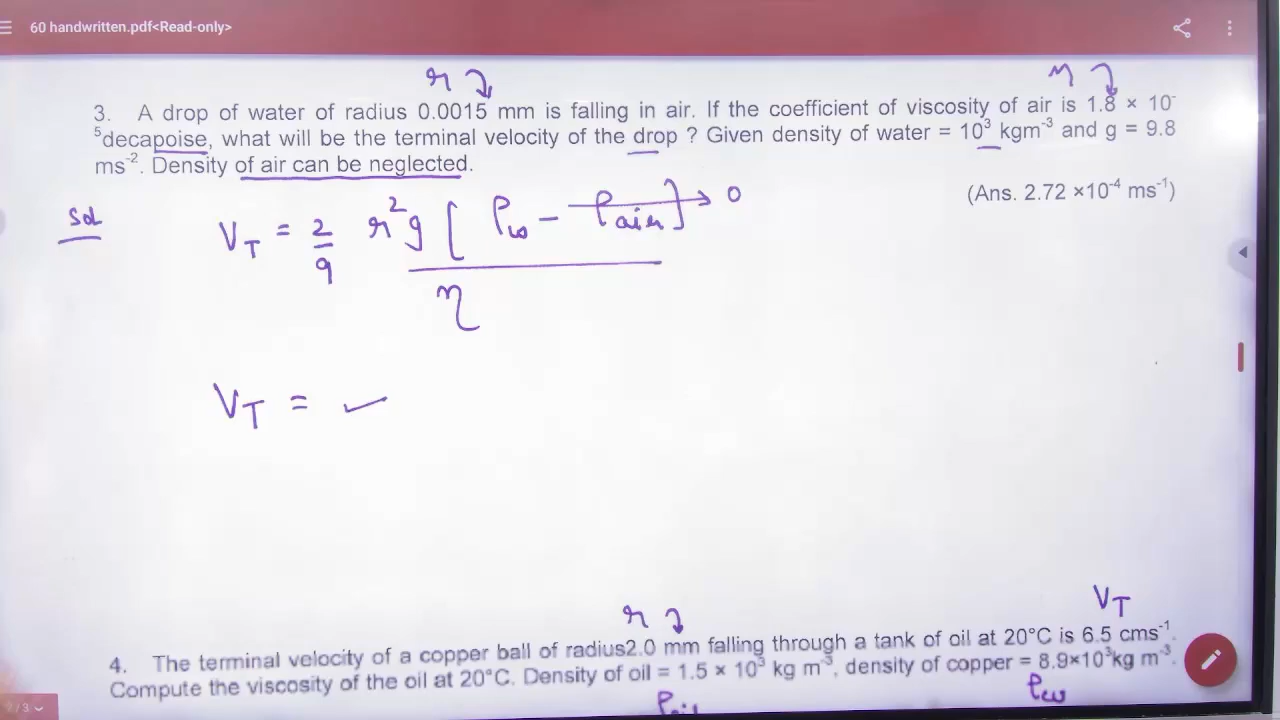 60 handwritten.pdf<Read-only>
r η
3. A drop of water of radius 0.0015 mm is falling in air. If the coefficient of viscosity of air is 1.8 × 10⁻
⁵decapoise, what will be the terminal velocity of the drop ? Given density of water = 10³ kgm⁻³ and g = 9.8
ms⁻². Density of air can be neglected.
(Ans. 2.72 ×10⁻⁴ ms⁻¹)
Sol
V_T = 2/9 r²g [ρ_w − ρ_air] → 0 / η
V_T = ✓
r V_T
4. The terminal velocity of a copper ball of radius2.0 mm falling through a tank of oil at 20°C is 6.5 cms⁻¹.
Compute the viscosity of the oil at 20°C. Density of oil = 1.5 × 10³ kg m⁻³, density of copper = 8.9×10³kg m⁻³.
/3